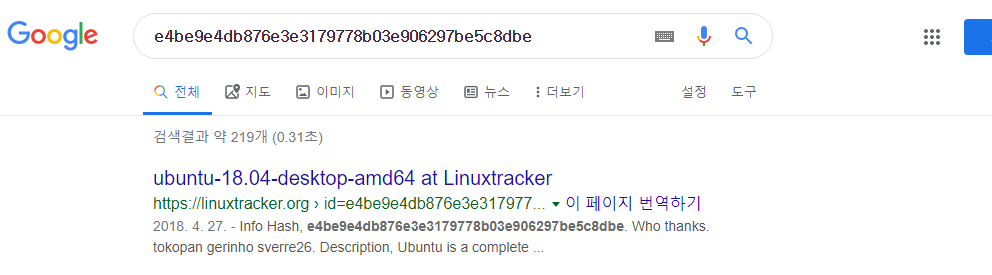 Google e4be9e4db876e3e3179778b03e906297be5c8dbe
전체 지도 이미지 동영상 뉴스 더보기 설정 도구
검색결과 약 219개 (0.31초)
ubuntu-18.04-desktop-amd64 at Linuxtracker
https://linuxtracker.org › id=e4be9e4db876e3e317977... ▾ 이 페이지 번역하기
2018. 4. 27. - Info Hash, e4be9e4db876e3e3179778b03e906297be5c8dbe. Who thanks.
tokopan gerinho sverre26. Description, Ubuntu is a complete ...